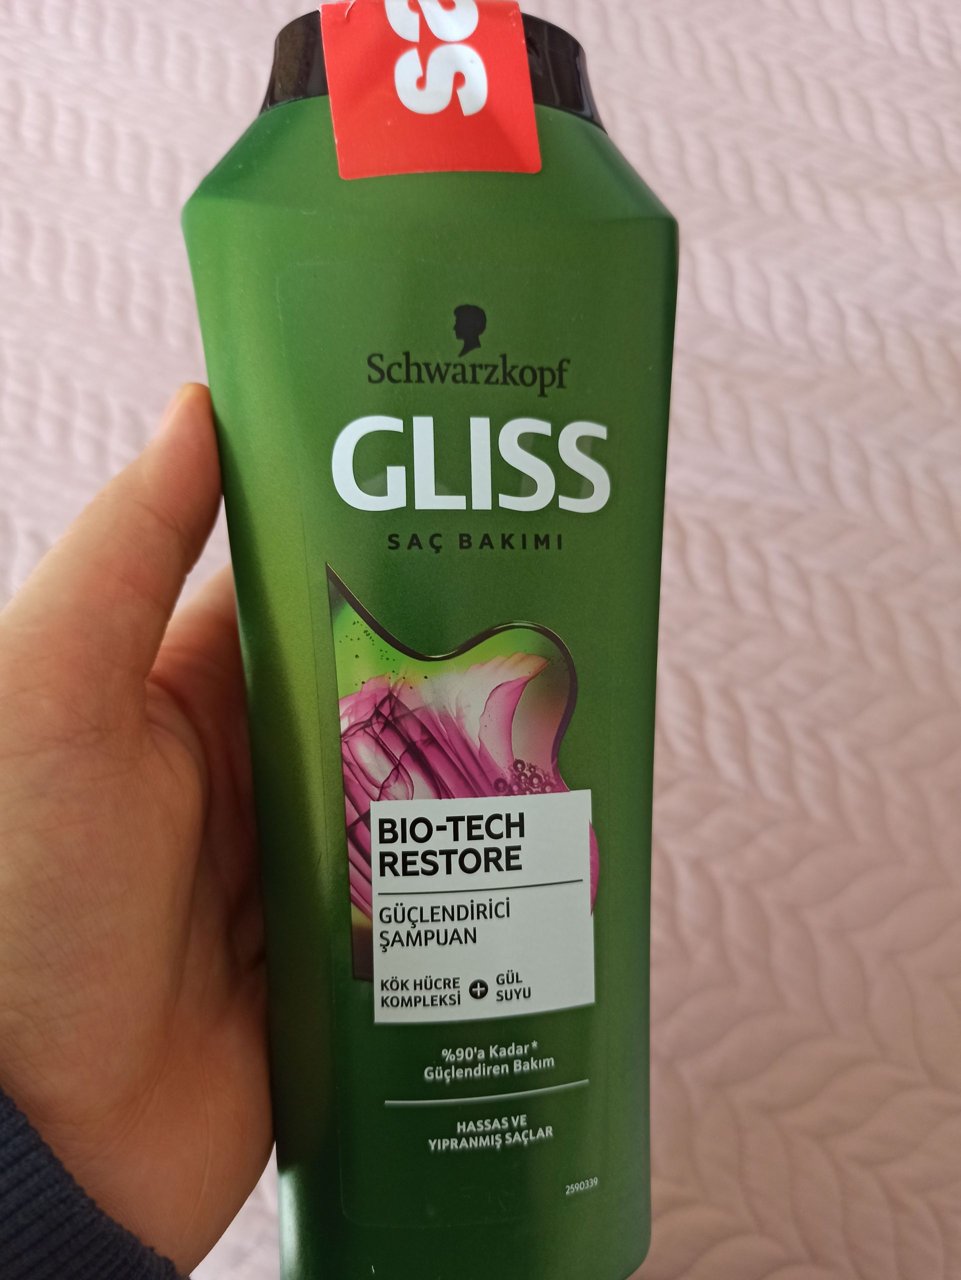 Schwarzkopf
GLISS
SAÇ BAKIMI
BIO-TECH
RESTORE
GÜÇLENDİRİCİ
ŞAMPUAN
KÖK HÜCRE
KOMPLEKSİ + GÜL
SUYU
%90'a Kadar*
Güçlendiren Bakım
HASSAS VE
YIPRANMIŞ SAÇLAR
2590339